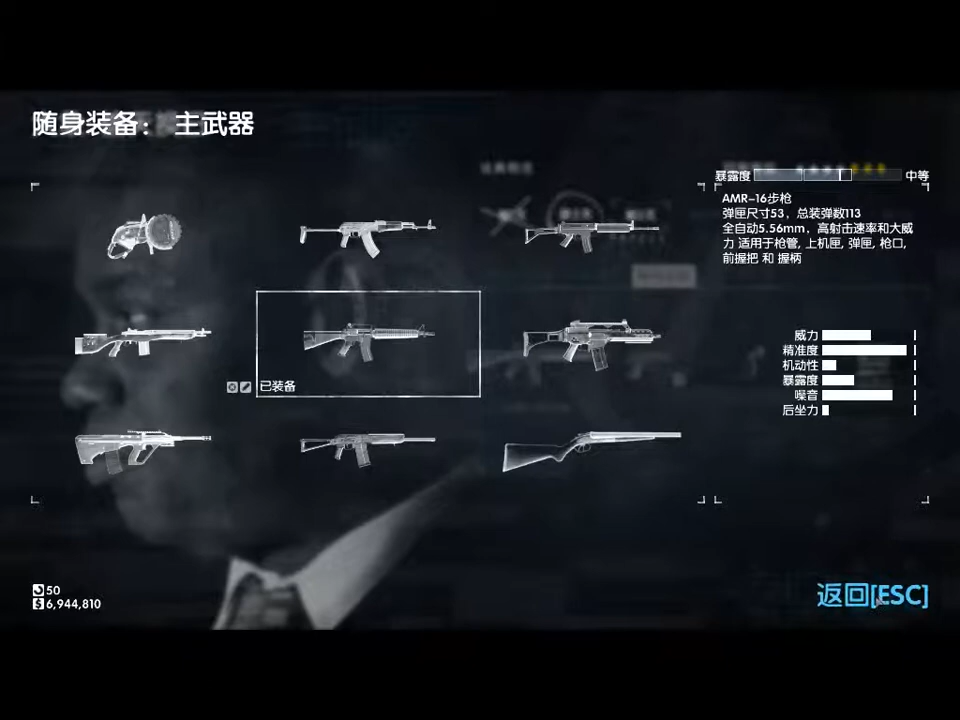 随身装备： 主武器
暴露度 中等
AMR-16步枪
弹匣尺寸53，总装弹数113
全自动5.56mm，高射击速率和大威
力 适用于枪管, 上机匣, 弹匣, 枪口,
前握把 和 握柄
威力
精准度
机动性
暴露度
噪音
后坐力
已装备
50
6,944,810
返回[ESC]